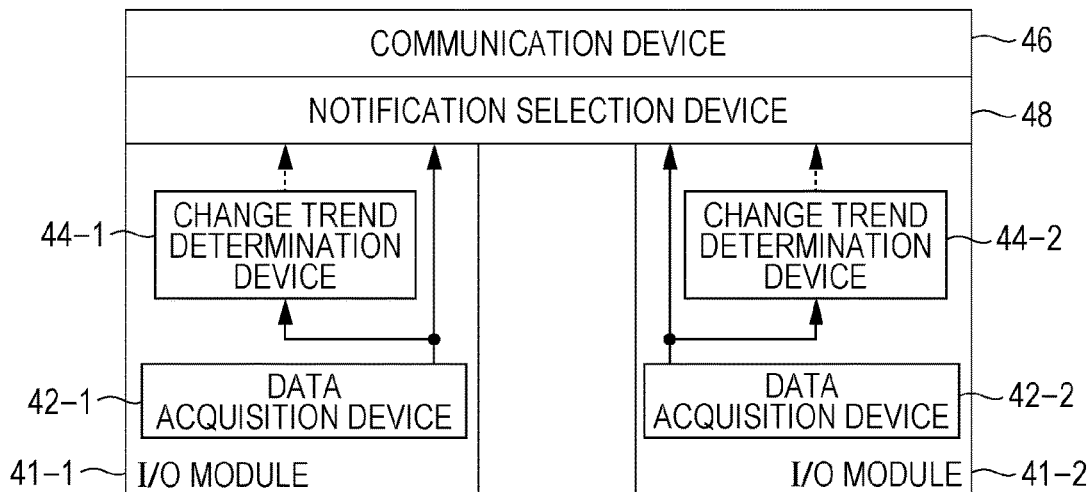 COMMUNICATION DEVICE
46
NOTIFICATION SELECTION DEVICE
48
CHANGE TREND
DETERMINATION
DEVICE
44-1
CHANGE TREND
DETERMINATION
DEVICE
44-2
DATA
ACQUISITION DEVICE
42-1
DATA
ACQUISITION DEVICE
42-2
41-1
I/O MODULE
I/O MODULE
41-2